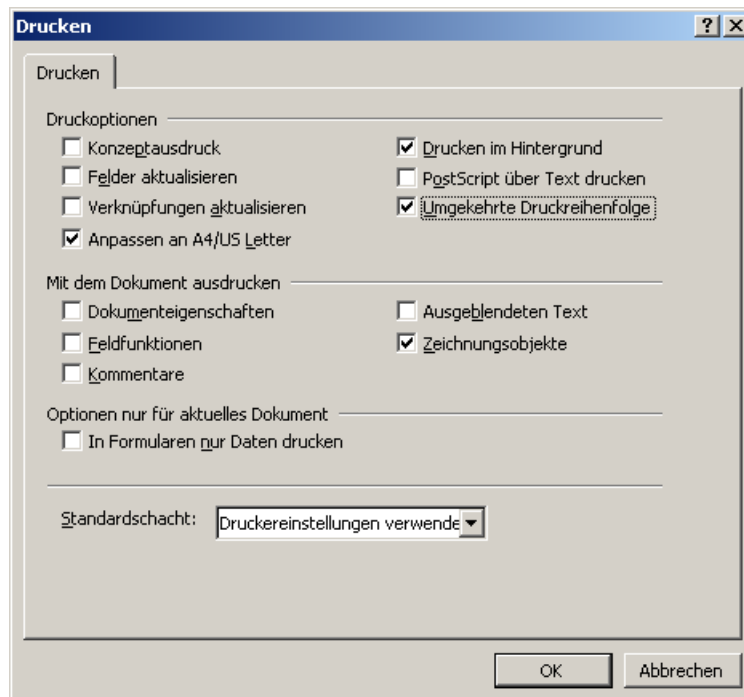 Drucken
Drucken
Druckoptionen
Konzeptausdruck
Drucken im Hintergrund
Felder aktualisieren
PostScript über Text drucken
Verknüpfungen aktualisieren
Umgekehrte Druckreihenfolge
Anpassen an A4/US Letter
Mit dem Dokument ausdrucken
Dokumenteigenschaften
Ausgeblendeten Text
Feldfunktionen
Zeichnungsobjekte
Kommentare
Optionen nur für aktuelles Dokument
In Formularen nur Daten drucken
Standardschacht:
Druckereinstellungen verwende
OK
Abbrechen